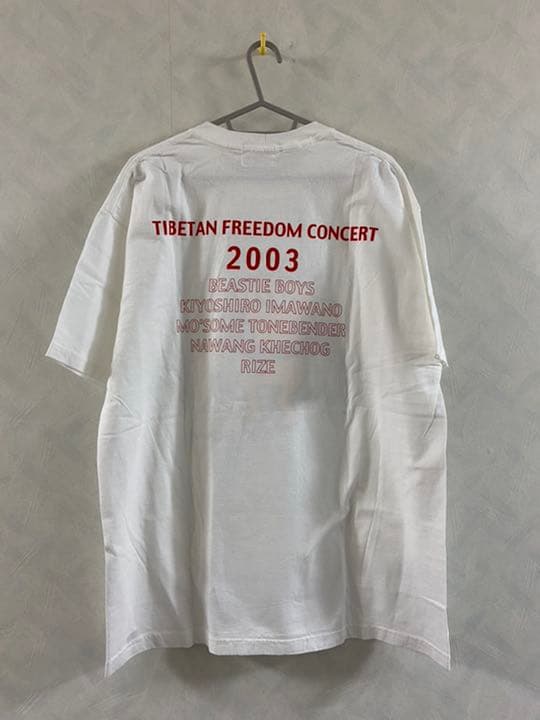 TIBETAN FREEDOM CONCERT
2003
BEASTIE BOYS
KIYOSHIRO IMAWANO
MO'SOME TONEBENDER
NAWANG KHECHOG
RIZE